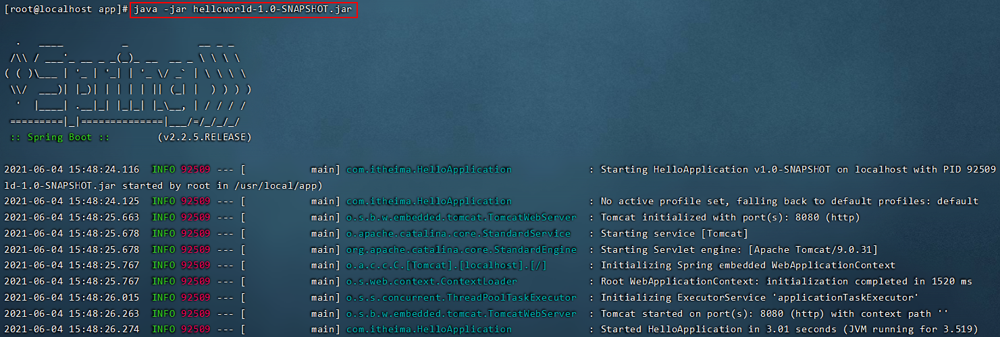 [root@localhost app]# java -jar helloworld-1.0-SNAPSHOT.jar
  .   ____          _            __ _ _
 /\\ / ___'_ __ _ _(_)_ __  __ _ \ \ \ \
( ( )\___ | '_ | '_| | '_ \/ _` | \ \ \ \
 \\/  ___)| |_)| | | | | || (_| |  ) ) ) )
  '  |____| .__|_| |_|_| |_\__, | / / / /
 =========|_|==============|___/=/_/_/_/
 :: Spring Boot ::        (v2.2.5.RELEASE)
2021-06-04 15:48:24.116  INFO 92509 --- [           main] com.itheima.HelloApplication             : Starting HelloApplication v1.0-SNAPSHOT on localhost with PID 92509
ld-1.0-SNAPSHOT.jar started by root in /usr/local/app)
2021-06-04 15:48:24.125  INFO 92509 --- [           main] com.itheima.HelloApplication             : No active profile set, falling back to default profiles: default
2021-06-04 15:48:25.663  INFO 92509 --- [           main] o.s.b.w.embedded.tomcat.TomcatWebServer  : Tomcat initialized with port(s): 8080 (http)
2021-06-04 15:48:25.678  INFO 92509 --- [           main] o.apache.catalina.core.StandardService   : Starting service [Tomcat]
2021-06-04 15:48:25.678  INFO 92509 --- [           main] org.apache.catalina.core.StandardEngine  : Starting Servlet engine: [Apache Tomcat/9.0.31]
2021-06-04 15:48:25.767  INFO 92509 --- [           main] o.a.c.c.C.[Tomcat].[localhost].[/]       : Initializing Spring embedded WebApplicationContext
2021-06-04 15:48:25.767  INFO 92509 --- [           main] o.s.web.context.ContextLoader            : Root WebApplicationContext: initialization completed in 1520 ms
2021-06-04 15:48:26.015  INFO 92509 --- [           main] o.s.s.concurrent.ThreadPoolTaskExecutor  : Initializing ExecutorService 'applicationTaskExecutor'
2021-06-04 15:48:26.263  INFO 92509 --- [           main] o.s.b.w.embedded.tomcat.TomcatWebServer  : Tomcat started on port(s): 8080 (http) with context path ''
2021-06-04 15:48:26.274  INFO 92509 --- [           main] com.itheima.HelloApplication             : Started HelloApplication in 3.01 seconds (JVM running for 3.519)